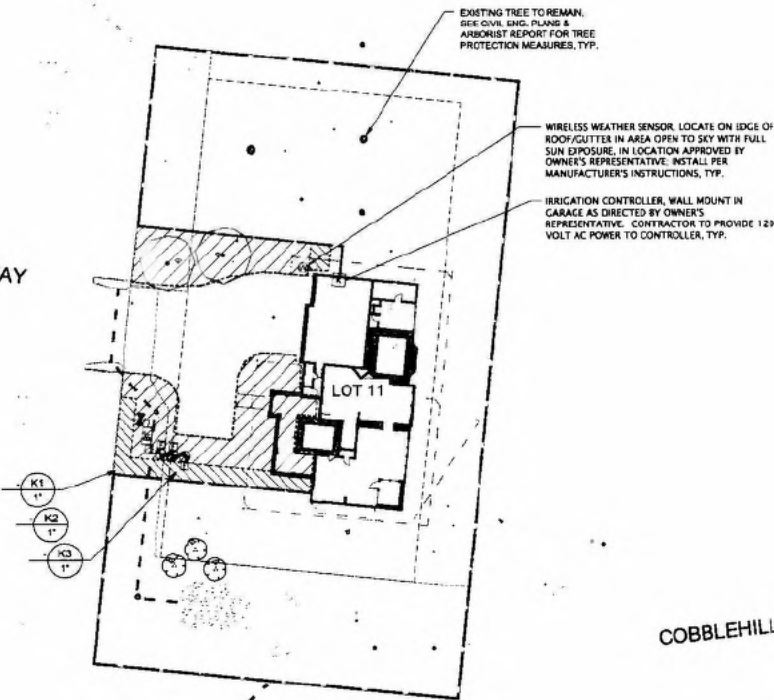 EXISTING TREE TO REMAIN.
SEE CIVIL ENG. PLANS &
ARBORIST REPORT FOR TREE
PROTECTION MEASURES, TYP.
WIRELESS WEATHER SENSOR, LOCATE ON EDGE OF
ROOF/GUTTER IN AREA OPEN TO SKY WITH FULL
SUN EXPOSURE, IN LOCATION APPROVED BY
OWNER'S REPRESENTATIVE; INSTALL PER
MANUFACTURER'S INSTRUCTIONS, TYP.
IRRIGATION CONTROLLER, WALL MOUNT IN
GARAGE AS DIRECTED BY OWNER'S
REPRESENTATIVE. CONTRACTOR TO PROVIDE 120
VOLT AC POWER TO CONTROLLER, TYP.
AY
LOT 11
K1
1"
K2
1"
K3
1"
COBBLEHILL